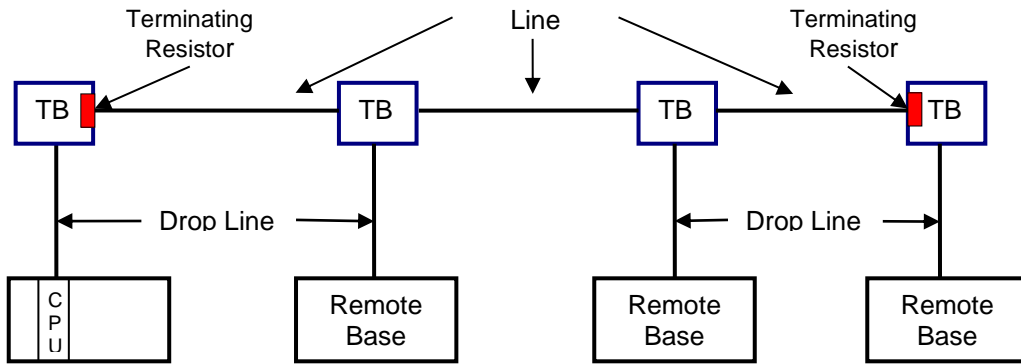 Terminating
Resistor
Line
Terminating
Resistor
TB
TB
TB
TB
Drop Line
Drop Line
C
P
U
Remote
Base
Remote
Base
Remote
Base